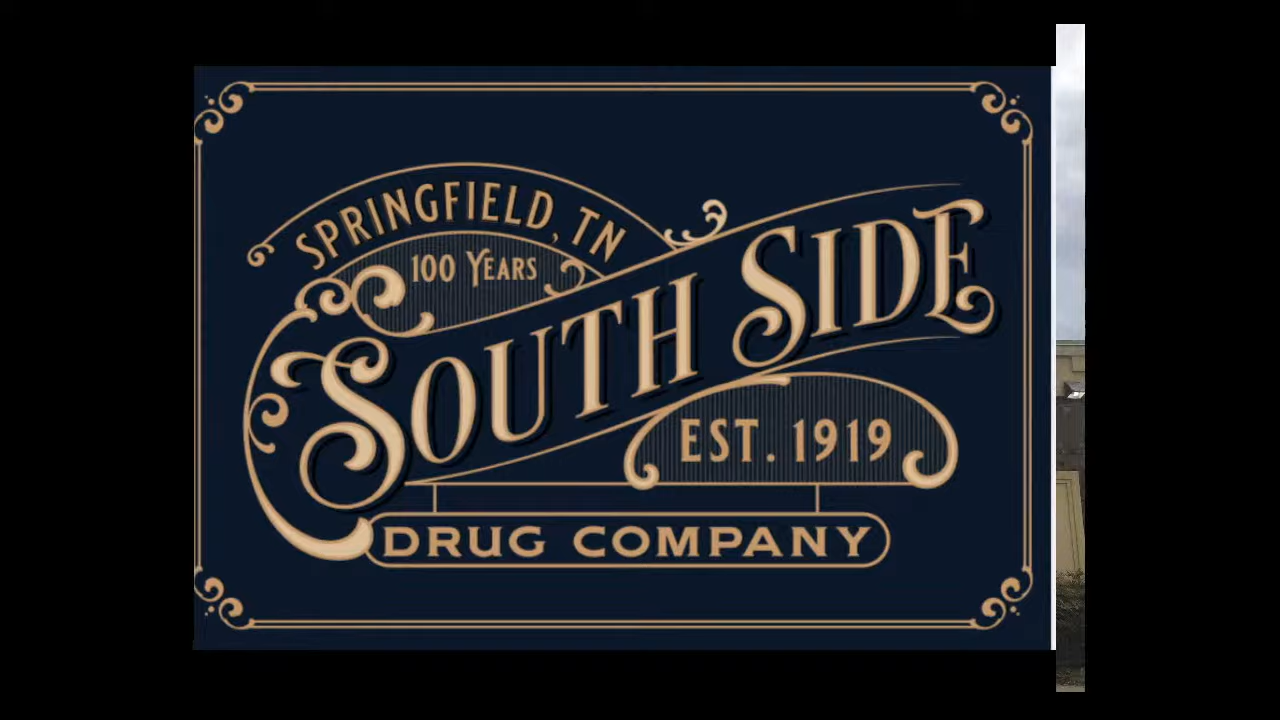 SPRINGFIELD, TN
100 YEARS
SOUTH SIDE
EST. 1919
DRUG COMPANY